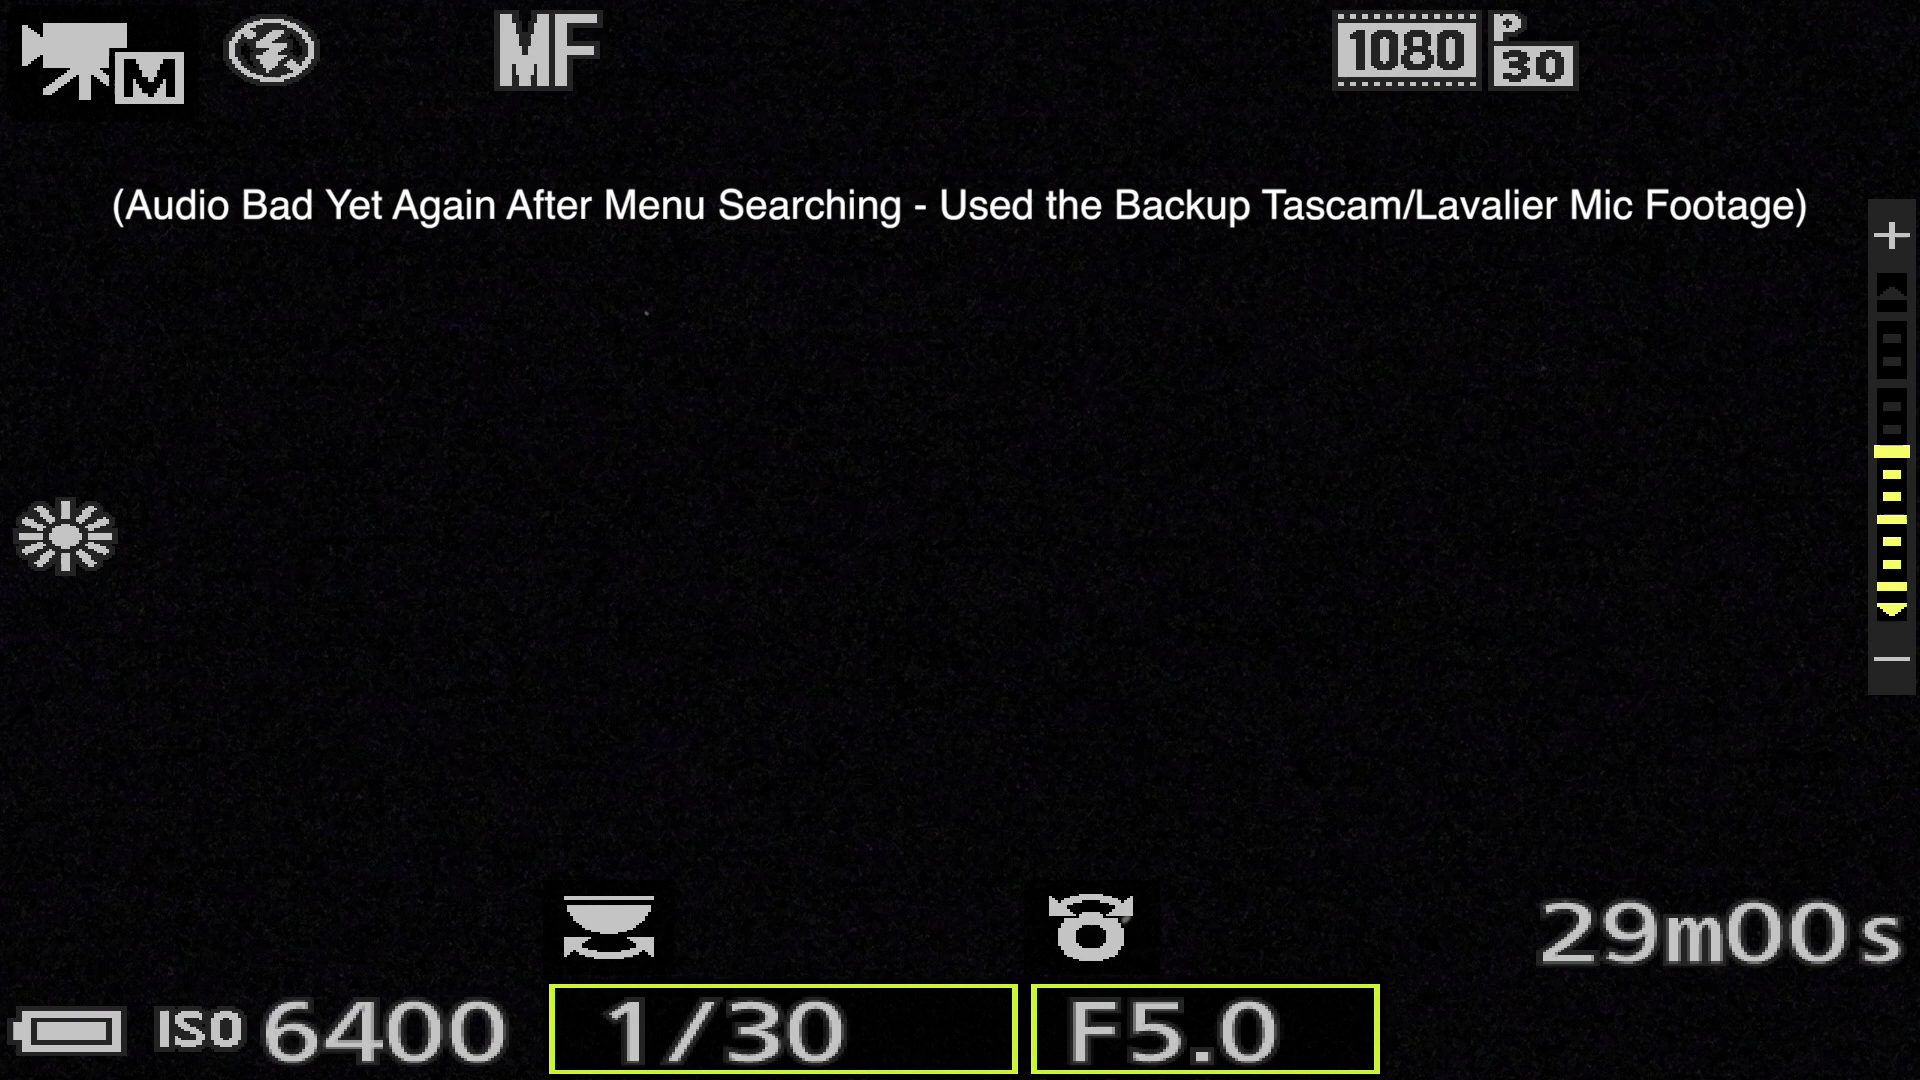 M MF 1080 P 30
(Audio Bad Yet Again After Menu Searching - Used the Backup Tascam/Lavalier Mic Footage)
+
−
29m00s
ISO 6400 1/30 F5.0